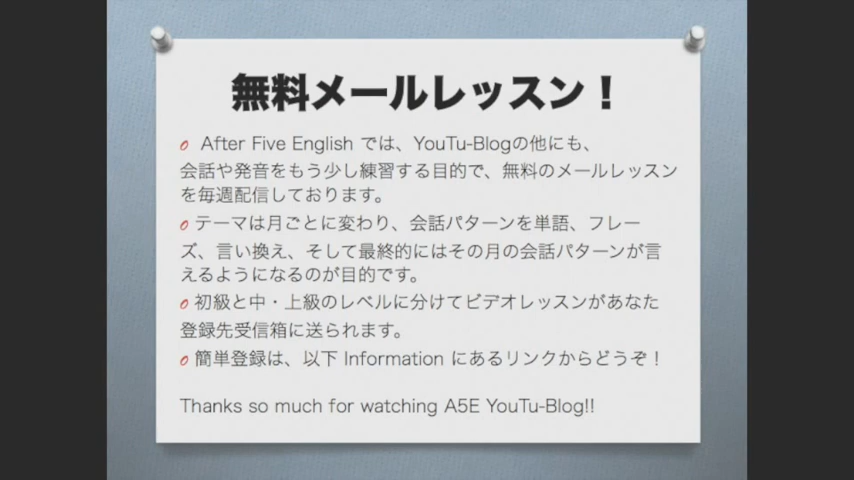 無料メールレッスン！
After Five English では、YouTu-Blogの他にも、
会話や発音をもう少し練習する目的で、無料のメールレッスン
を毎週配信しております。
テーマは月ごとに変わり、会話パターンを単語、フレー
ズ、言い換え、そして最終的にはその月の会話パターンが言
えるようになるのが目的です。
初級と中・上級のレベルに分けてビデオレッスンがあなた
登録先受信箱に送られます。
簡単登録は、以下 Information にあるリンクからどうぞ！
Thanks so much for watching A5E YouTu-Blog!!